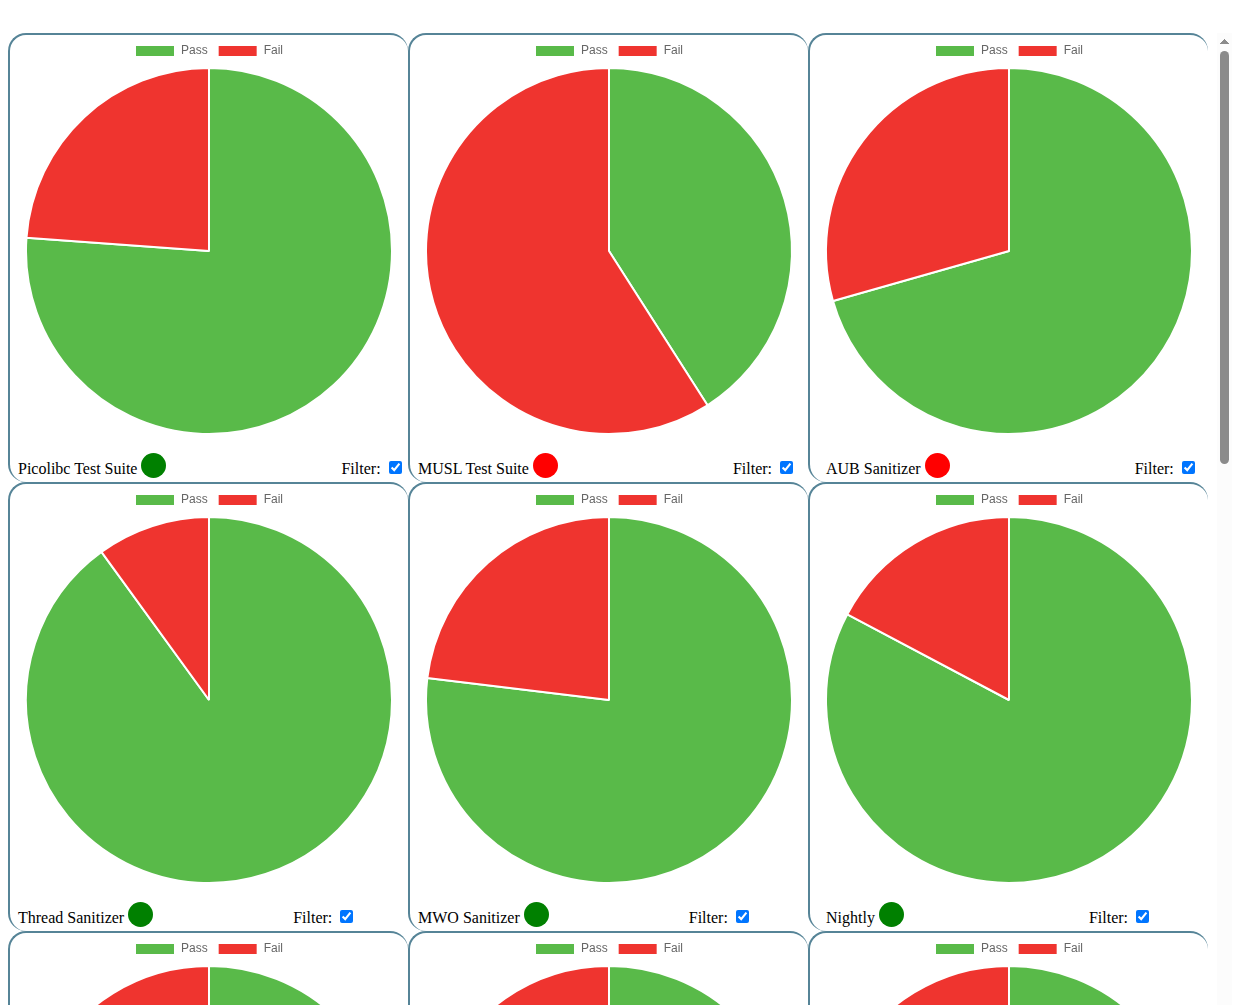 Pass Fail
Pass Fail
Pass Fail
Picolibc Test Suite Filter:
MUSL Test Suite Filter:
AUB Sanitizer Filter:
Pass Fail
Pass Fail
Pass Fail
Thread Sanitizer Filter:
MWO Sanitizer Filter:
Nightly Filter:
Pass Fail
Pass Fail
Pass Fail